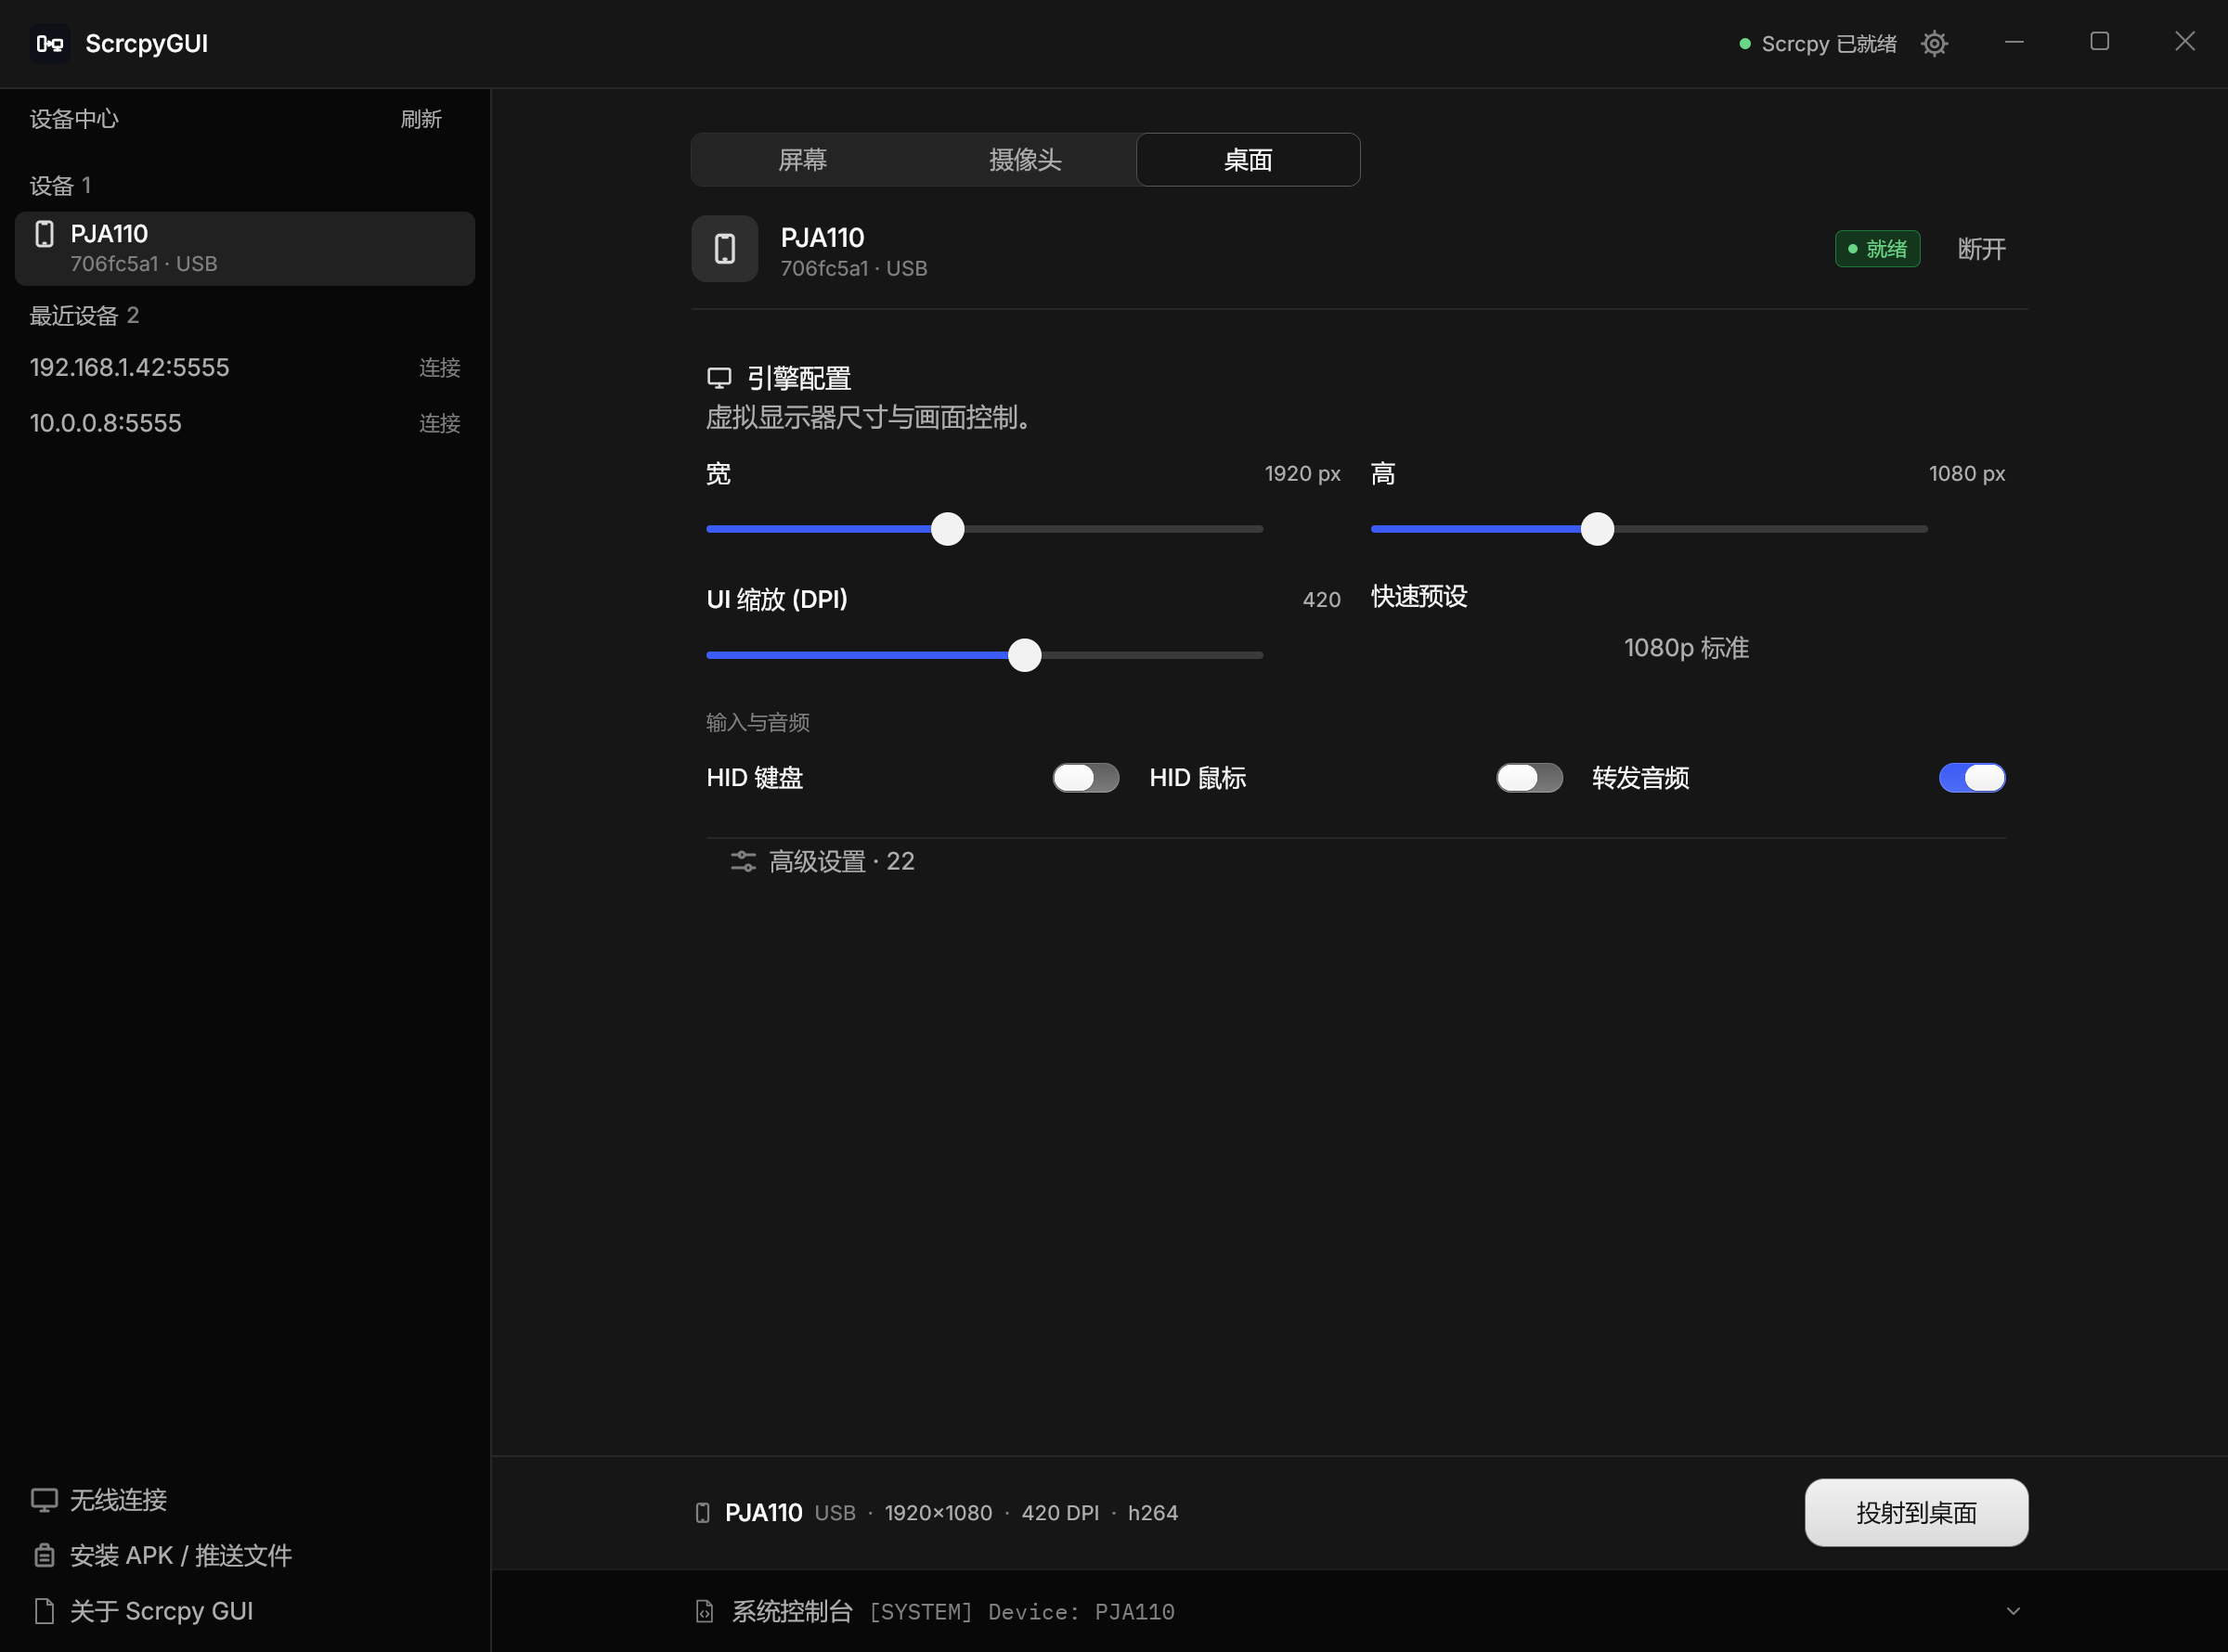 ScrcpyGUI
Scrcpy 已就绪
设备中心
刷新
设备 1
PJA110
706fc5a1 · USB
最近设备 2
192.168.1.42:5555
连接
10.0.0.8:5555
连接
无线连接
安装 APK / 推送文件
关于 Scrcpy GUI
屏幕
摄像头
桌面
PJA110
706fc5a1 · USB
就绪
断开
引擎配置
虚拟显示器尺寸与画面控制。
宽
1920 px
高
1080 px
UI 缩放 (DPI)
420
快速预设
1080p 标准
输入与音频
HID 键盘
HID 鼠标
转发音频
高级设置 · 22
PJA110 USB · 1920×1080 · 420 DPI · h264
投射到桌面
系统控制台 [SYSTEM] Device: PJA110